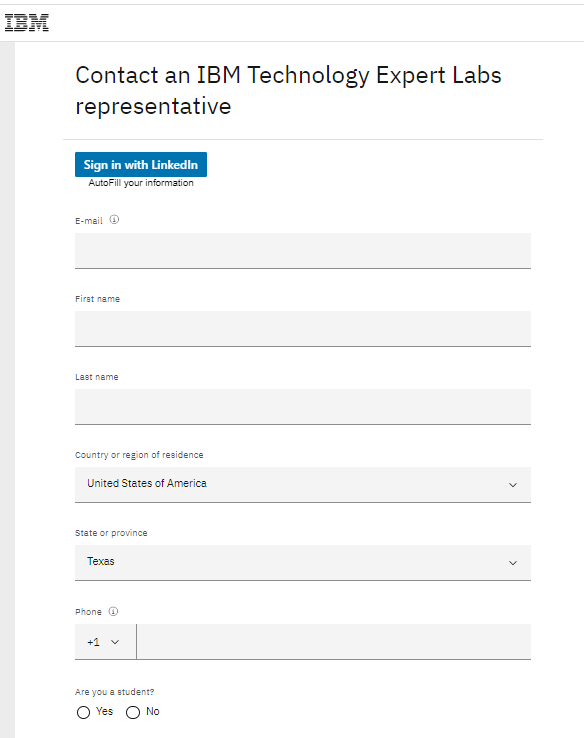 IBM
Contact an IBM Technology Expert Labs
representative
Sign in with LinkedIn
AutoFill your information
E-mail
First name
Last name
Country or region of residence
United States of America
State or province
Texas
Phone
+1
Are you a student?
Yes No